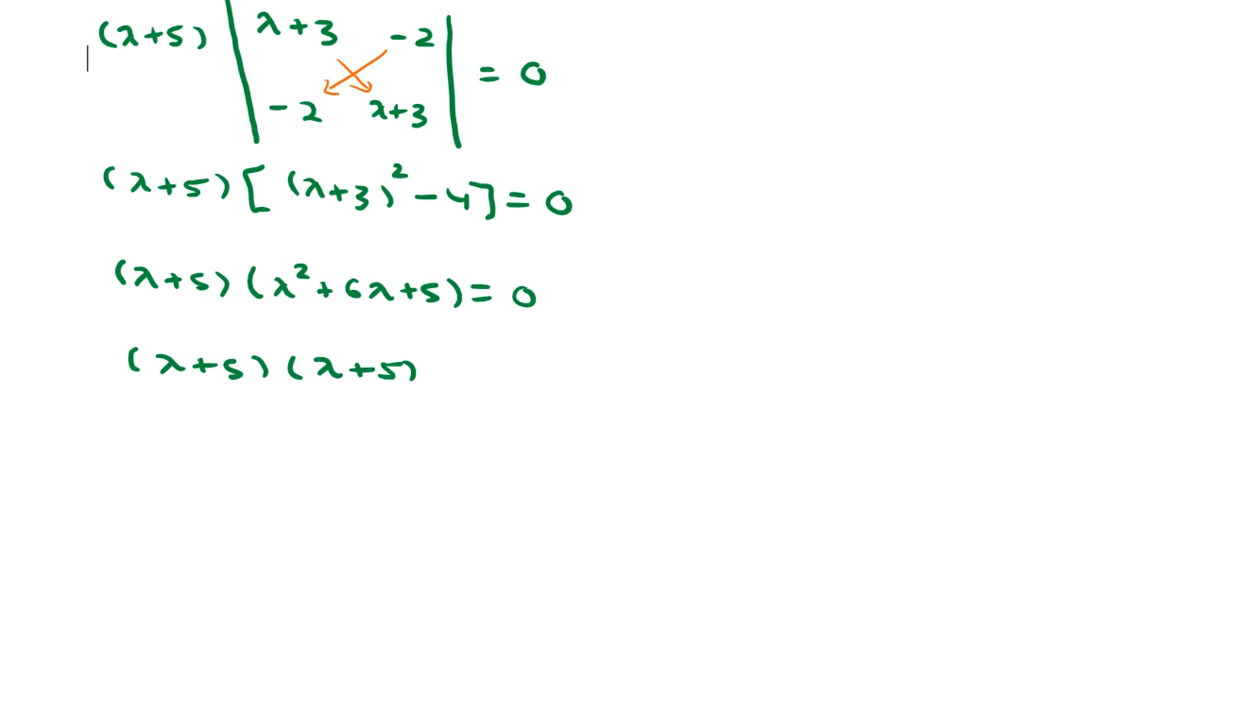 (λ+5) | λ+3 -2 |
| -2 λ+3 | = 0
(λ+5)[(λ+3)² - 4] = 0
(λ+5)(λ²+6λ+5) = 0
(λ+5)(λ+5)